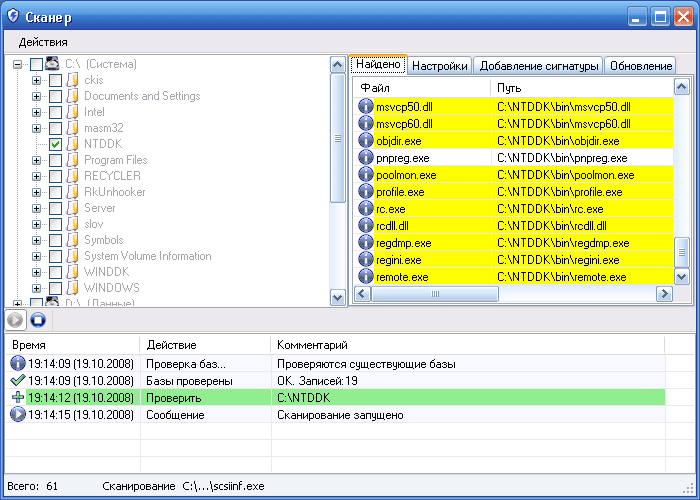 Сканер
Действия
C:\ (Система)
ckis
Documents and Settings
Intel
masm32
NTDDK
Program Files
RECYCLER
RkUnhooker
Server
slov
Symbols
System Volume Information
WINDDK
WINDOWS
D:\ (Данные)
Найдено Настройки Добавление сигнатуры Обновление
Файл Путь
msvcp50.dll C:\NTDDK\bin\msvcp50.dll
msvcp60.dll C:\NTDDK\bin\msvcp60.dll
objdir.exe C:\NTDDK\bin\objdir.exe
pnpreg.exe C:\NTDDK\bin\pnpreg.exe
poolmon.exe C:\NTDDK\bin\poolmon.exe
profile.exe C:\NTDDK\bin\profile.exe
rc.exe C:\NTDDK\bin\rc.exe
rcdll.dll C:\NTDDK\bin\rcdll.dll
regdmp.exe C:\NTDDK\bin\regdmp.exe
regini.exe C:\NTDDK\bin\regini.exe
remote.exe C:\NTDDK\bin\remote.exe
Время Действие Комментарий
19:14:09 (19.10.2008) Проверка баз... Проверяются существующие базы
19:14:09 (19.10.2008) Базы проверены OK. Записей:19
19:14:12 (19.10.2008) Проверить C:\NTDDK
19:14:15 (19.10.2008) Сообщение Сканирование запущено
Всего: 61 Сканирование C:\...\scsiinf.exe